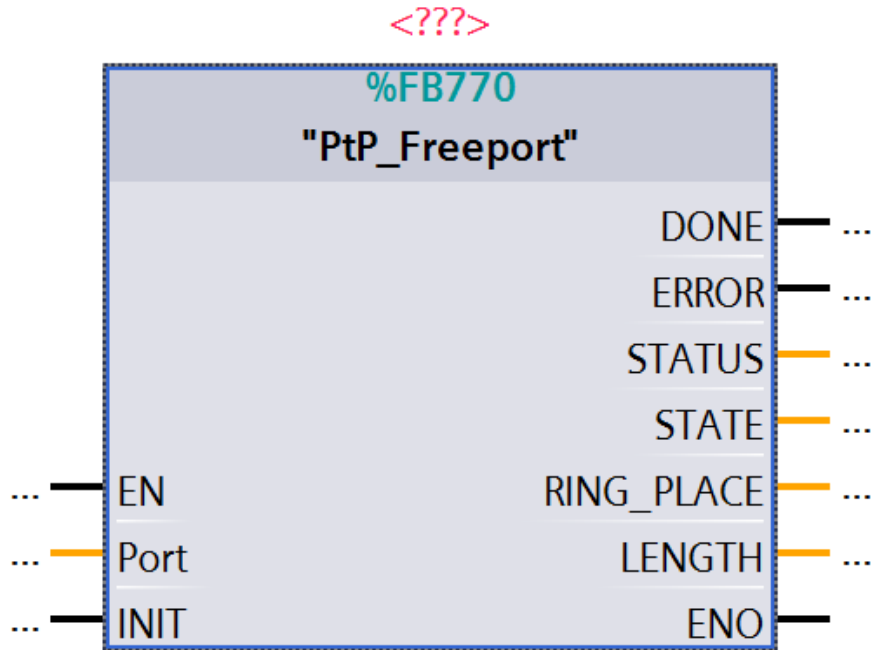 <???>
%FB770
"PtP_Freeport"
DONE ...
ERROR ...
STATUS ...
STATE ...
... EN RING_PLACE ...
... Port LENGTH ...
... INIT ENO